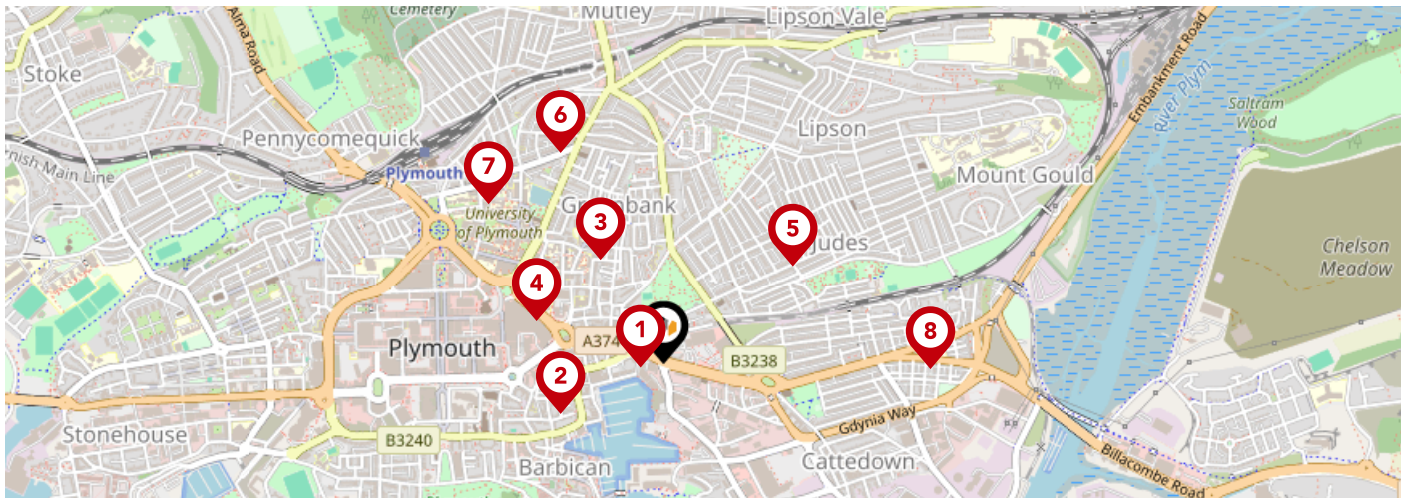 Cemetery
Mutley
Lipson Vale
Alma Road
Stoke
Embankment Road
River Plym
Saltram
Wood
6
Lipson
Pennycomequick
Main Line
Plymouth
7
Mount Gould
University
of Plymouth
3
5
Chelson
Meadow
4
1
8
Plymouth
A374
B3238
2
Gdynia Way
Stonehouse
B3240
Barbican
Cattedown
Billacombe Road